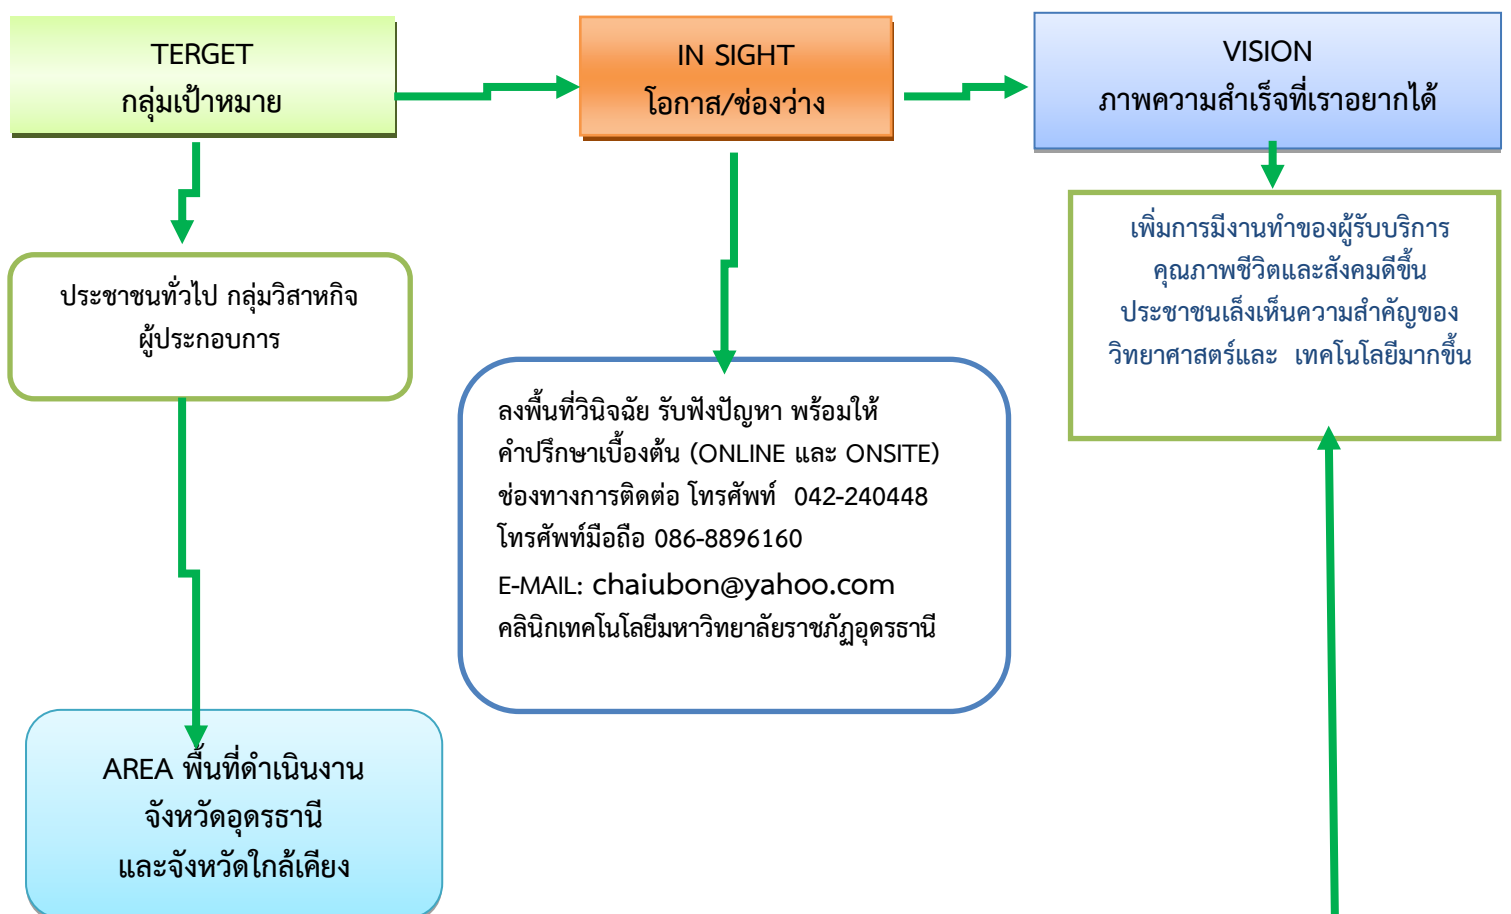 TERGET
กลุ่มเป้าหมาย
IN SIGHT
โอกาส/ช่องว่าง
VISION
ภาพความสำเร็จที่เราอยากได้
ประชาชนทั่วไป กลุ่มวิสาหกิจ
ผู้ประกอบการ
ลงพื้นที่วินิจฉัย รับฟังปัญหา พร้อมให้
คำปรึกษาเบื้องต้น (ONLINE และ ONSITE)
ช่องทางการติดต่อ โทรศัพท์ 042-240448
โทรศัพท์มือถือ 086-8896160
E-MAIL: chaiubon@yahoo.com
คลินิกเทคโนโลยีมหาวิทยาลัยราชภัฏอุดรธานี
เพิ่มการมีงานทำของผู้รับบริการ
คุณภาพชีวิตและสังคมดีขึ้น
ประชาชนเล็งเห็นความสำคัญของ
วิทยาศาสตร์และ เทคโนโลยีมากขึ้น
AREA พื้นที่ดำเนินงาน
จังหวัดอุดรธานี
และจังหวัดใกล้เคียง